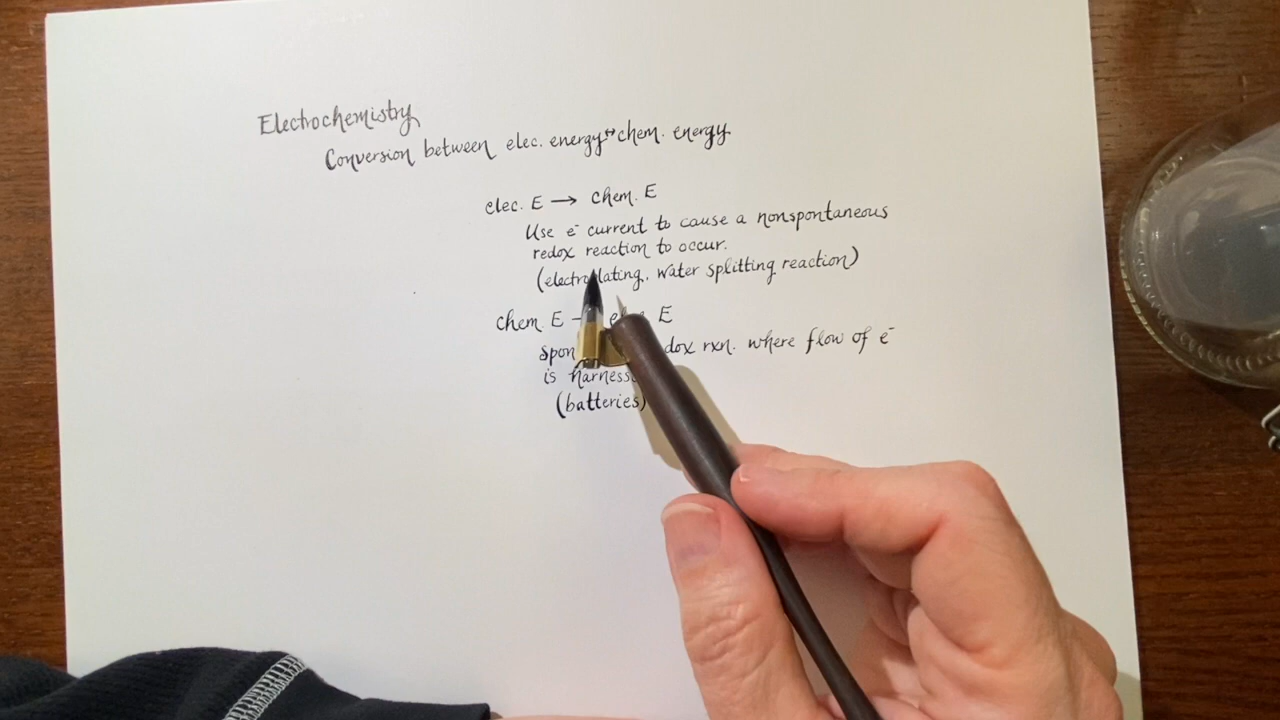 Electrochemistry
Conversion between elec. energy ↔ chem. energy
elec. E → chem. E
Use e⁻ current to cause a nonspontaneous
redox reaction to occur.
(electroplating, water splitting reaction)
chem. E → elec. E
rxn. where flow of e⁻
is
(batteries)